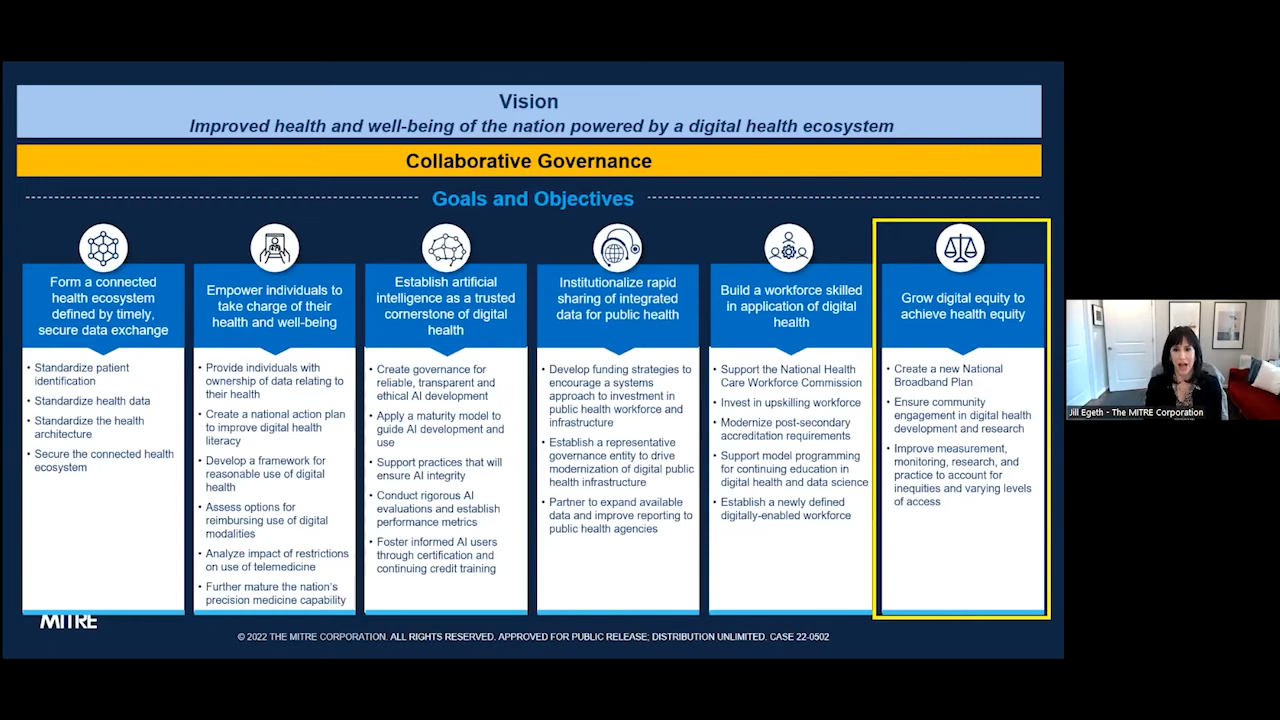 Vision
Improved health and well-being of the nation powered by a digital health ecosystem
Collaborative Governance
Goals and Objectives
Form a connected
health ecosystem
defined by timely,
secure data exchange
• Standardize patient
identification
• Standardize health data
• Standardize the health
architecture
• Secure the connected health
ecosystem
Empower individuals to
take charge of their
health and well-being
• Provide individuals with
ownership of data relating to
their health
• Create a national action plan
to improve digital health
literacy
• Develop a framework for
reasonable use of digital
health
• Assess options for
reimbursing use of digital
modalities
• Analyze impact of restrictions
on use of telemedicine
• Further mature the nation's
precision medicine capability
Establish artificial
intelligence as a trusted
cornerstone of digital
health
• Create governance for
reliable, transparent and
ethical AI development
• Apply a maturity model to
guide AI development and
use
• Support practices that will
ensure AI integrity
• Conduct rigorous AI
evaluations and establish
performance metrics
• Foster informed AI users
through certification and
continuing credit training
Institutionalize rapid
sharing of integrated
data for public health
• Develop funding strategies to
encourage a systems
approach to investment in
public health workforce and
infrastructure
• Establish a representative
governance entity to drive
modernization of digital public
health infrastructure
• Partner to expand available
data and improve reporting to
public health agencies
Build a workforce skilled
in application of digital
health
• Support the National Health
Care Workforce Commission
• Invest in upskilling workforce
• Modernize post-secondary
accreditation requirements
• Support model programming
for continuing education in
digital health and data science
• Establish a newly defined
digitally-enabled workforce
Grow digital equity to
achieve health equity
• Create a new National
Broadband Plan
• Ensure community
engagement in digital health
development and research
• Improve measurement,
monitoring, research, and
practice to account for
inequities and varying levels
of access
MITRE
© 2022 THE MITRE CORPORATION. ALL RIGHTS RESERVED. APPROVED FOR PUBLIC RELEASE; DISTRIBUTION UNLIMITED. CASE 22-0502
Jill Egeth - The MITRE Corporation